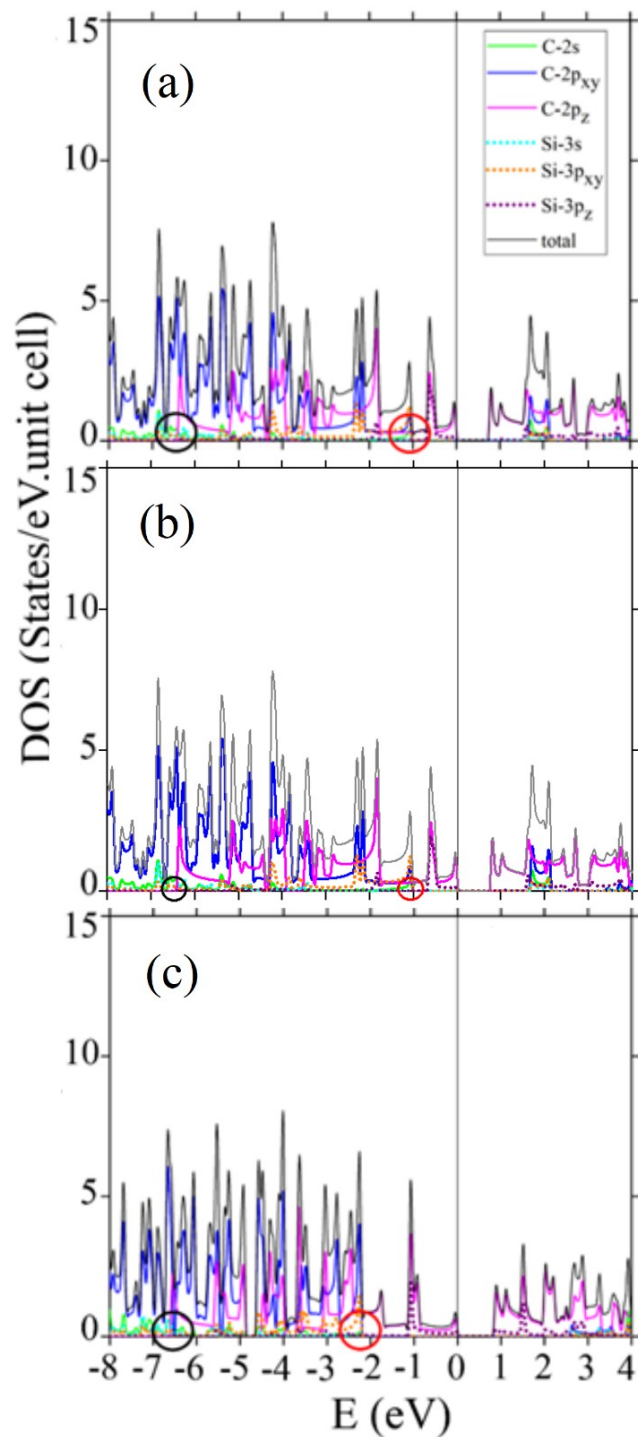 15
(a)
C-2s
C-2pxy
C-2pz
Si-3s
Si-3pxy
Si-3pz
total
10
5
0
15
(b)
10
5
0
DOS (States/eV.unit cell)
15
(c)
10
5
0
-8 -7 -6 -5 -4 -3 -2 -1 0 1 2 3 4
E (eV)